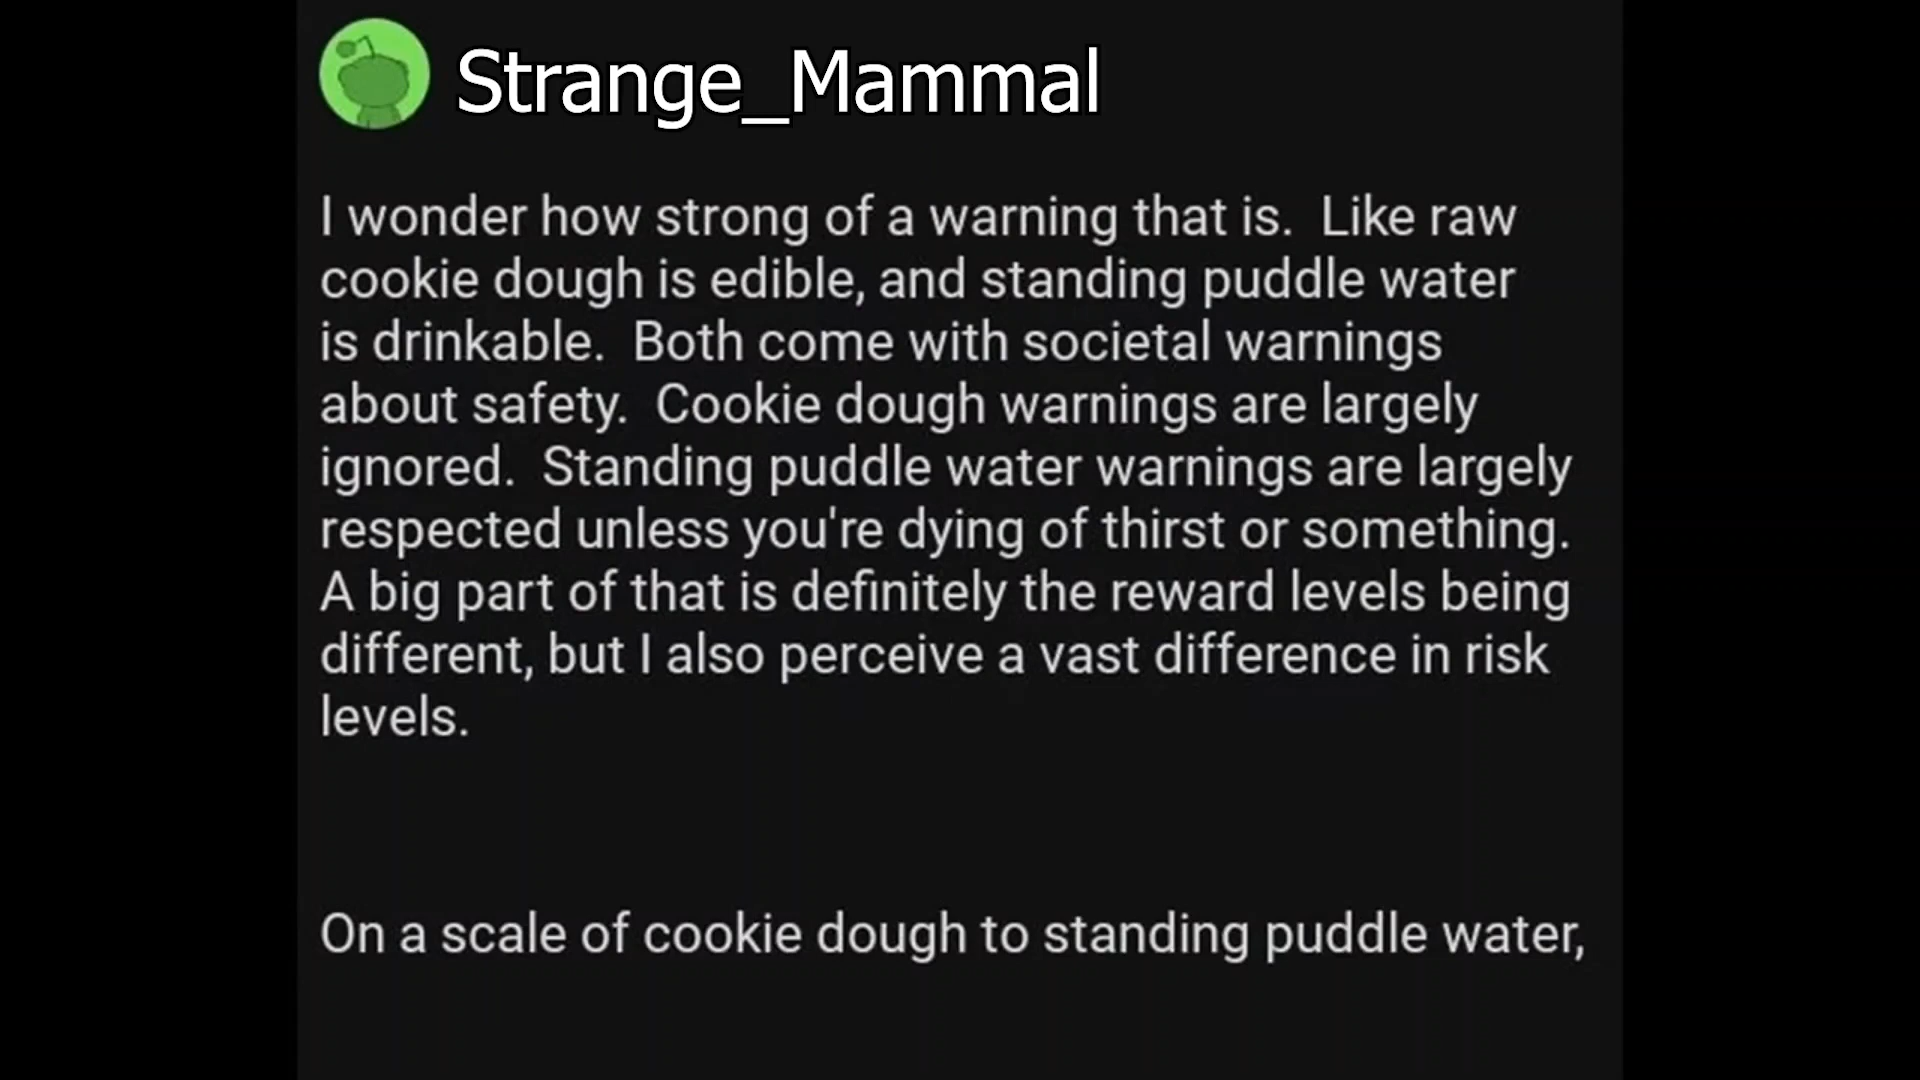 Strange_Mammal
I wonder how strong of a warning that is.  Like raw
cookie dough is edible, and standing puddle water
is drinkable.  Both come with societal warnings
about safety.  Cookie dough warnings are largely
ignored.  Standing puddle water warnings are largely
respected unless you're dying of thirst or something.
A big part of that is definitely the reward levels being
different, but I also perceive a vast difference in risk
levels.
On a scale of cookie dough to standing puddle water,